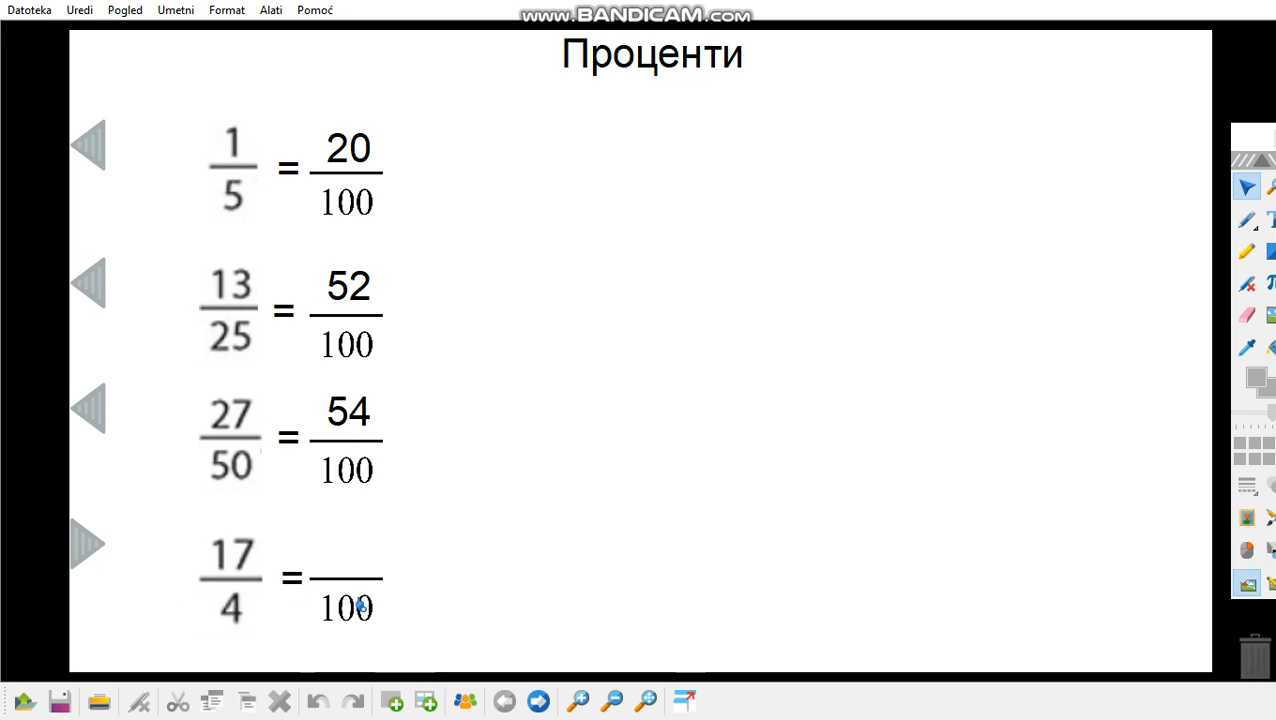 Datoteka Uredi Pogled Umetni Format Alati Pomoć
www.BANDICAM.com
Проценти
1/5 = 20/100
13/25 = 52/100
27/50 = 54/100
17/4 = /100